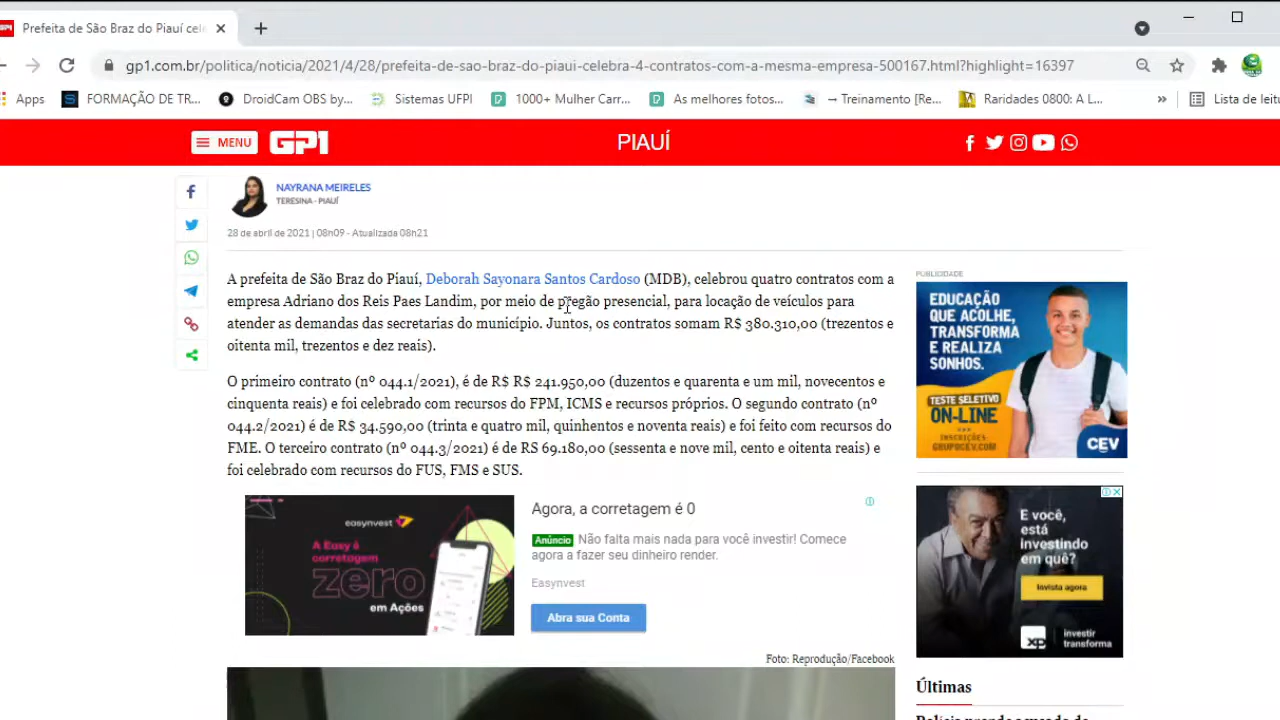 GP1
Prefeita de São Braz do Piauí cel
gp1.com.br/politica/noticia/2021/4/28/prefeita-de-sao-braz-do-piaui-celebra-4-contratos-com-a-mesma-empresa-500167.html?highlight=16397
Apps FORMAÇÃO DE TR... DroidCam OBS by... Sistemas UFPI 1000+ Mulher Carr... As melhores fotos... → Treinamento [Re... Raridades 0800: A L... » Lista de leitu
MENU GP1 PIAUÍ
NAYRANA MEIRELES
TERESINA - PIAUÍ
28 de abril de 2021 | 08h09 - Atualizada 08h21
A prefeita de São Braz do Piauí, Deborah Sayonara Santos Cardoso (MDB), celebrou quatro contratos com a
empresa Adriano dos Reis Paes Landim, por meio de pregão presencial, para locação de veículos para
atender as demandas das secretarias do município. Juntos, os contratos somam R$ 380.310,00 (trezentos e
oitenta mil, trezentos e dez reais).
O primeiro contrato (nº 044.1/2021), é de R$ R$ 241.950,00 (duzentos e quarenta e um mil, novecentos e
cinquenta reais) e foi celebrado com recursos do FPM, ICMS e recursos próprios. O segundo contrato (nº
044.2/2021) é de R$ 34.590,00 (trinta e quatro mil, quinhentos e noventa reais) e foi feito com recursos do
FME. O terceiro contrato (nº 044.3/2021) é de R$ 69.180,00 (sessenta e nove mil, cento e oitenta reais) e
foi celebrado com recursos do FUS, FMS e SUS.
easynvest
A Easy é
corretagem
zero
em Ações
Agora, a corretagem é 0
Anúncio Não falta mais nada para você investir! Comece
agora a fazer seu dinheiro render.
Easynvest
Abra sua Conta
Foto: Reprodução/Facebook
PUBLICIDADE
EDUCAÇÃO
QUE ACOLHE,
TRANSFORMA
E REALIZA
SONHOS.
TESTE SELETIVO
ON-LINE
INSCRIÇÕES
GRUPOCEV.COM
CEV
E você,
está
investindo
em quê?
Invista agora
xp investir
transforma
Últimas